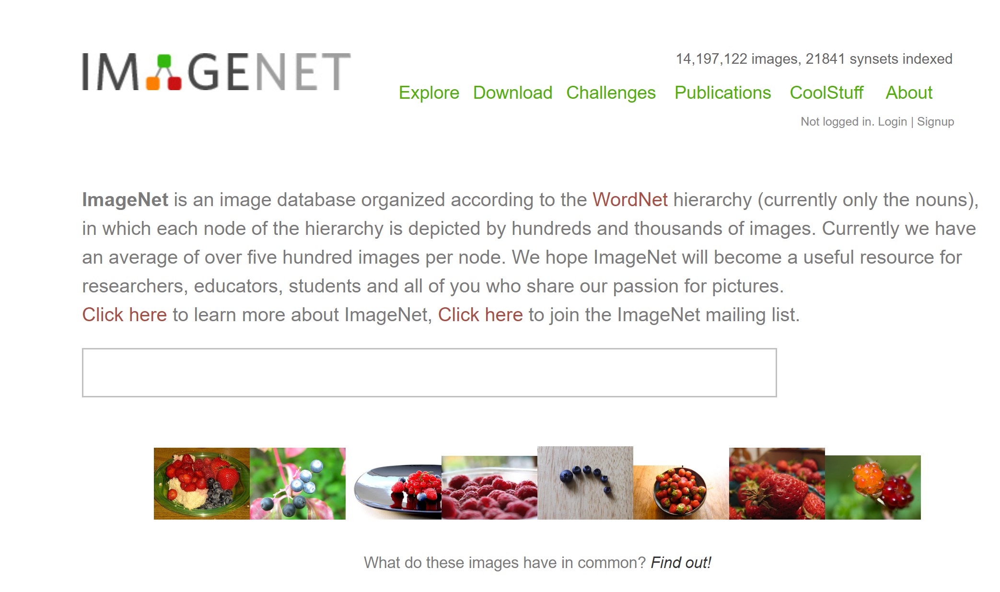 IMAGENET
14,197,122 images, 21841 synsets indexed
Explore Download Challenges Publications CoolStuff About
Not logged in. Login | Signup
ImageNet is an image database organized according to the WordNet hierarchy (currently only the nouns),
in which each node of the hierarchy is depicted by hundreds and thousands of images. Currently we have
an average of over five hundred images per node. We hope ImageNet will become a useful resource for
researchers, educators, students and all of you who share our passion for pictures.
Click here to learn more about ImageNet, Click here to join the ImageNet mailing list.
What do these images have in common? Find out!